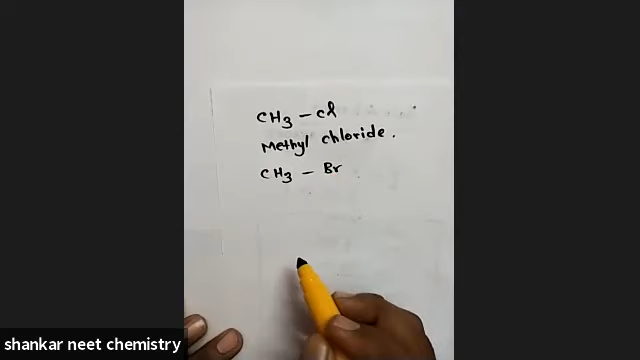 CH3 - Cl
Methyl chloride.
CH3 - Br
shankar neet chemistry